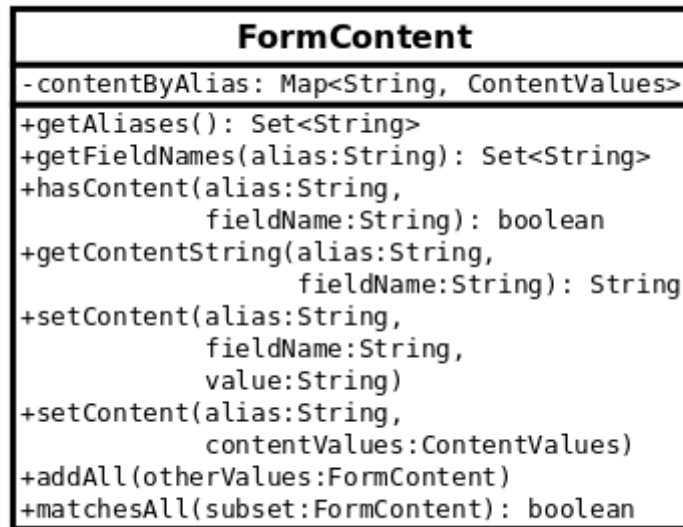 FormContent
-contentByAlias: Map<String, ContentValues>
+getAliases(): Set<String>
+getFieldNames(alias:String): Set<String>
+hasContent(alias:String,
fieldName:String): boolean
+getContentString(alias:String,
fieldName:String): String
+setContent(alias:String,
fieldName:String,
value:String)
+setContent(alias:String,
contentValues:ContentValues)
+addAll(otherValues:FormContent)
+matchesAll(subset:FormContent): boolean